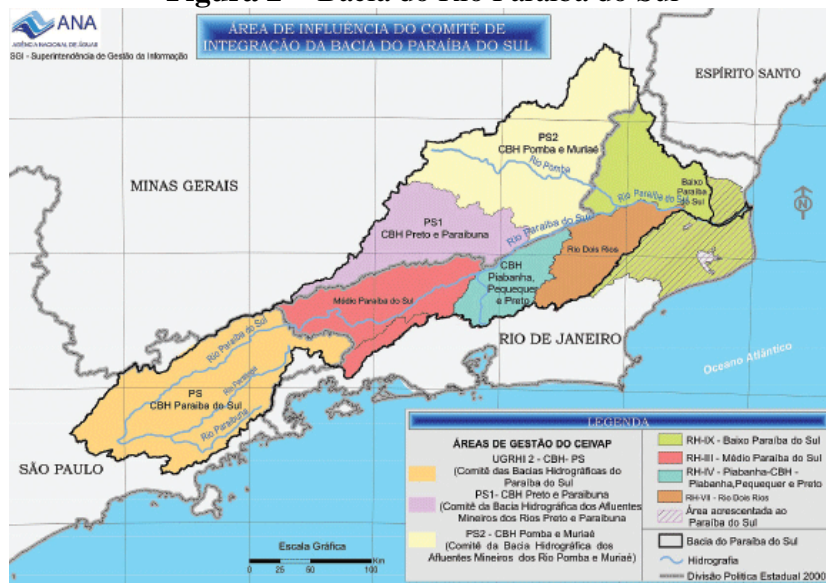 Figura 2 – Bacia do Rio Paraíba do Sul
ANA
AGÊNCIA NACIONAL DE ÁGUAS
SGI - Superintendência de Gestão da Informação
ÁREA DE INFLUÊNCIA DO COMITÊ DE
INTEGRAÇÃO DA BACIA DO PARAÍBA DO SUL
ESPÍRITO SANTO
MINAS GERAIS
PS2
CBH Pomba e Muriaé
Rio Pomba
Baixo
Paraíba
do Sul
Rio Paraíba do Sul
N
PS1
CBH Preto e Paraibuna
Rio Paraíba do Sul
Rio Dois Rios
CBH
Piabanha,
Pequequer
e Preto
Médio Paraíba do Sul
RIO DE JANEIRO
Oceano Atlântico
Rio Paraíba do Sul
PS
CBH Paraíba do Sul
Rio Paraibuna
SÃO PAULO
LEGENDA
ÁREAS DE GESTÃO DO CEIVAP
UGRHI 2 - CBH- PS
(Comitê das Bacias Hidrográficas do
Paraíba do Sul)
PS1- CBH Preto e Paraibuna
(Comitê da Bacia Hidrográfica dos Afluentes
Mineiros dos Rios Preto e Paraibuna
PS2 - CBH Pomba e Muriaé
(Comitê da Bacia Hidrográfica dos
Afluentes Mineiros dos Rio Pomba e Muriaé)
RH-IX - Baixo Paraíba do Sul
RH-III - Médio Paraíba do Sul
RH-IV - Piabanha-CBH -
Piabanha,Pequequer e Preto
RH-VII - Rio Dois Rios
Área acrescentada ao
Paraíba do Sul
Bacia do Paraíba do Sul
Hidrografia
Divisão Política Estadual 2000
Escala Gráfica
0 50 100
Km